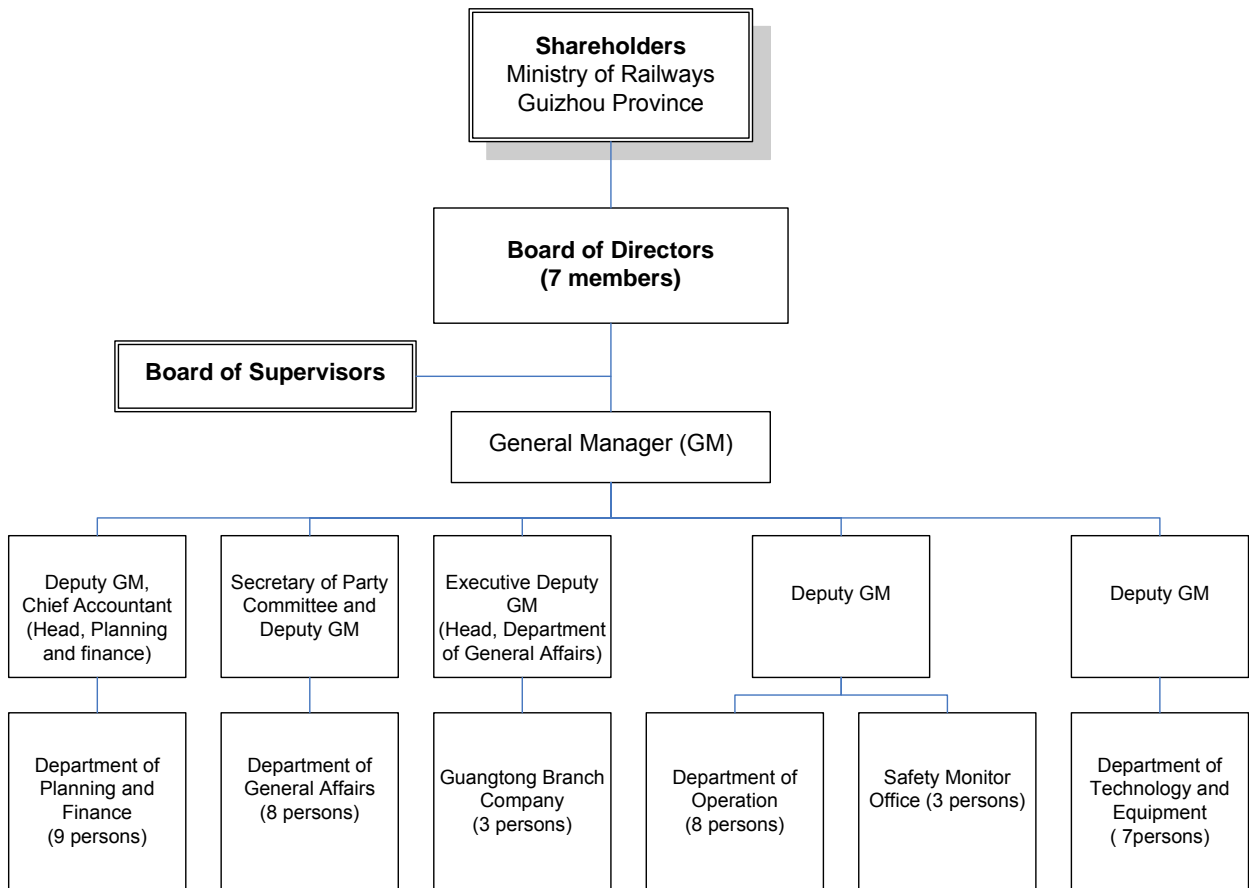 Shareholders
Ministry of Railways
Guizhou Province
Board of Directors
(7 members)
Board of Supervisors
General Manager (GM)
Deputy GM,
Chief Accountant
(Head, Planning
and finance)
Secretary of Party
Committee and
Deputy GM
Executive Deputy
GM
(Head, Department
of General Affairs)
Deputy GM
Deputy GM
Department of
Planning and
Finance
(9 persons)
Department of
General Affairs
(8 persons)
Guangtong Branch
Company
(3 persons)
Department of
Operation
(8 persons)
Safety Monitor
Office (3 persons)
Department of
Technology and
Equipment
( 7persons)